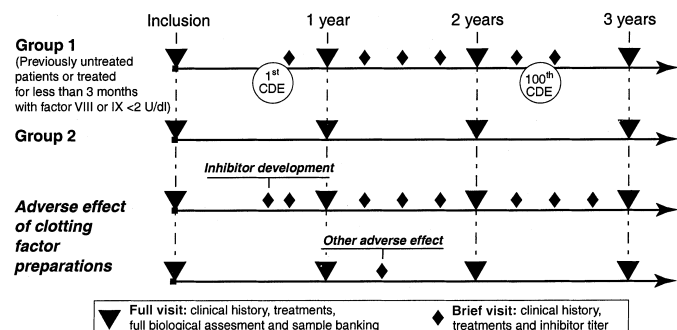 Inclusion 1 year 2 years 3 years
Group 1
(Previously untreated
patients or treated
for less than 3 months
with factor VIII or IX <2 U/dl)
1st
CDE
100th
CDE
Group 2
Inhibitor development
Adverse effect
of clotting
factor
preparations
Other adverse effect
Full visit: clinical history, treatments,
full biological assesment and sample banking
Brief visit: clinical history,
treatments and inhibitor titer